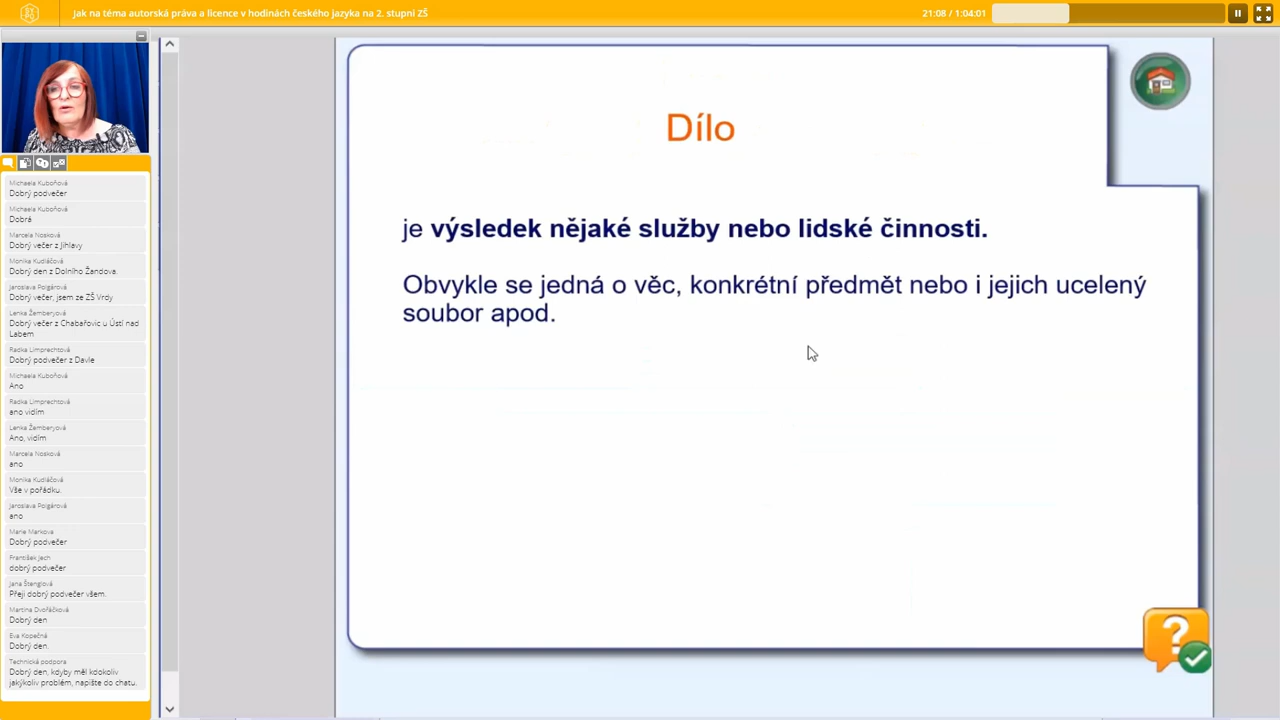 Jak na téma autorská práva a licence v hodinách českého jazyka na 2. stupni ZŠ
21:08 / 1:04:01
Michaela Kuboňová
Dobrý podvečer
Michaela Kuboňová
Dobrá
Marcela Nosková
Dobrý večer z Jihlavy
Monika Kudláčová
Dobrý den z Dolního Žandova.
Jaroslava Polgárová
Dobrý večer, jsem ze ZŠ Vrdy
Lenka Žemberyová
Dobrý večer z Chabařovic u Ústí nad
Labem
Radka Limprechtová
Dobrý podvečer z Davle
Michaela Kuboňová
Ano
Radka Limprechtová
ano vidím
Lenka Žemberyová
Ano, vidím
Marcela Nosková
ano
Monika Kudláčová
Vše v pořádku.
Jaroslava Polgárová
ano
Marie Markova
Dobrý podvečer
František Jech
dobrý podvečer
Jana Štenglová
Přeji dobrý podvečer všem.
Martina Dvořáčková
Dobrý den
Eva Kopečná
Dobrý den.
Technická podpora
Dobrý den, kdyby měl kdokoliv
jakýkoliv problém, napište do chatu.
Dílo
je výsledek nějaké služby nebo lidské činnosti.
Obvykle se jedná o věc, konkrétní předmět nebo i jejich ucelený
soubor apod.